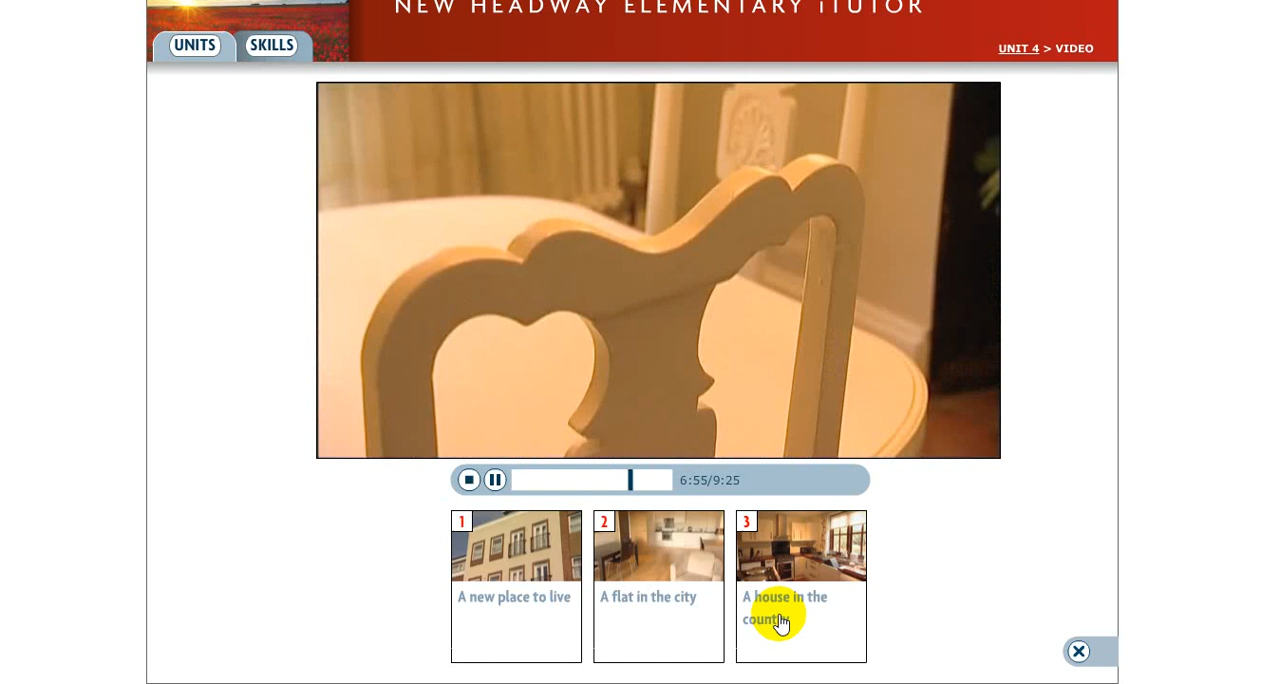 NEW HEADWAY ELEMENTARY iTUTOR
UNITS
SKILLS
UNIT 4 > VIDEO
6:55/9:25
1
2
3
A new place to live
A flat in the city
A house in the
country